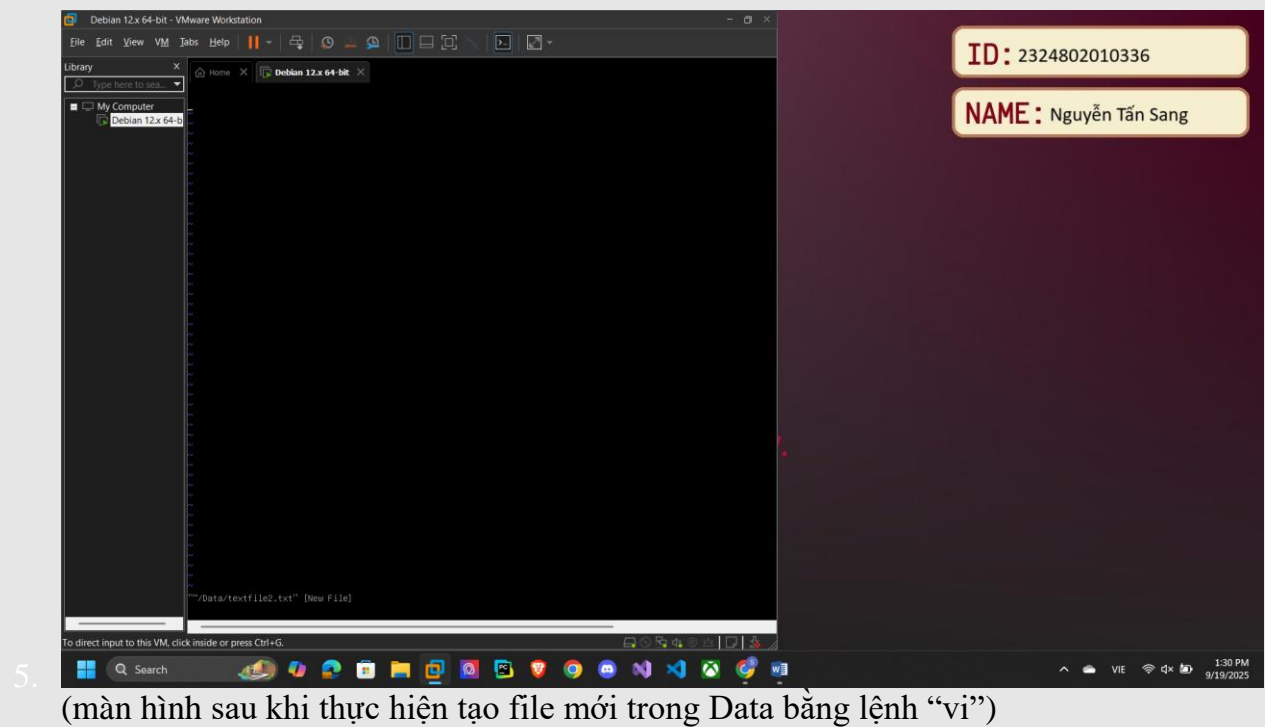 Debian 12.x 64-bit - VMware Workstation
File Edit View VM Tabs Help
Library X
Type here to sea...
Home X Debian 12.x 64-bit X
My Computer
Debian 12.x 64-b
ID: 2324802010336
NAME: Nguyễn Tấn Sang
"~/Data/textfile2.txt" [New File]
To direct input to this VM, click inside or press Ctrl+G.
5.
Search
VIE
1:30 PM
9/19/2025
(màn hình sau khi thực hiện tạo file mới trong Data bằng lệnh “vi”)